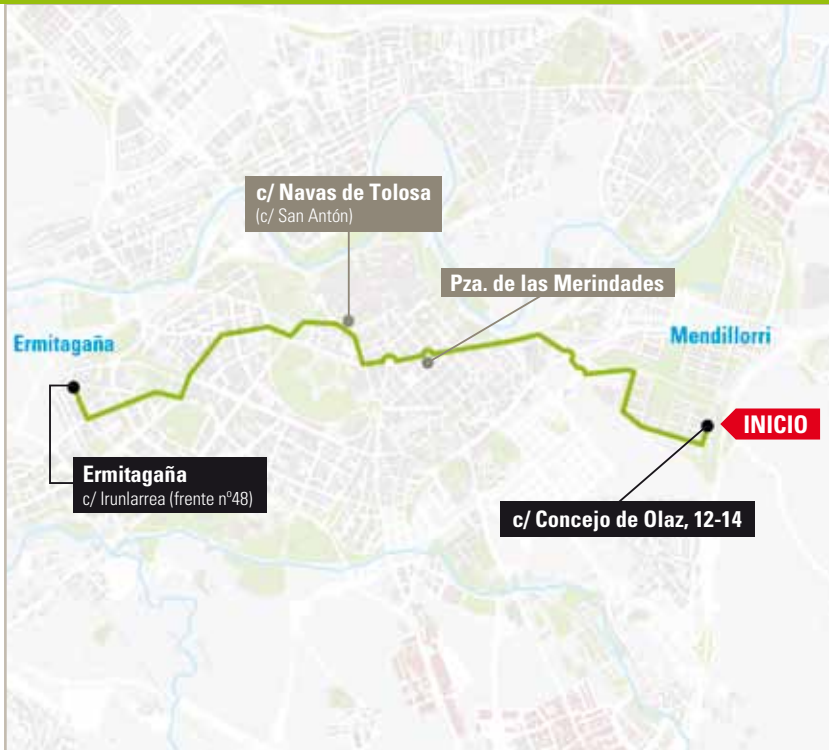 c/ Navas de Tolosa
(c/ San Antón)
Pza. de las Merindades
Ermitagaña
Mendillorri
INICIO
Ermitagaña
c/ Irunlarrea (frente nº48)
c/ Concejo de Olaz, 12-14